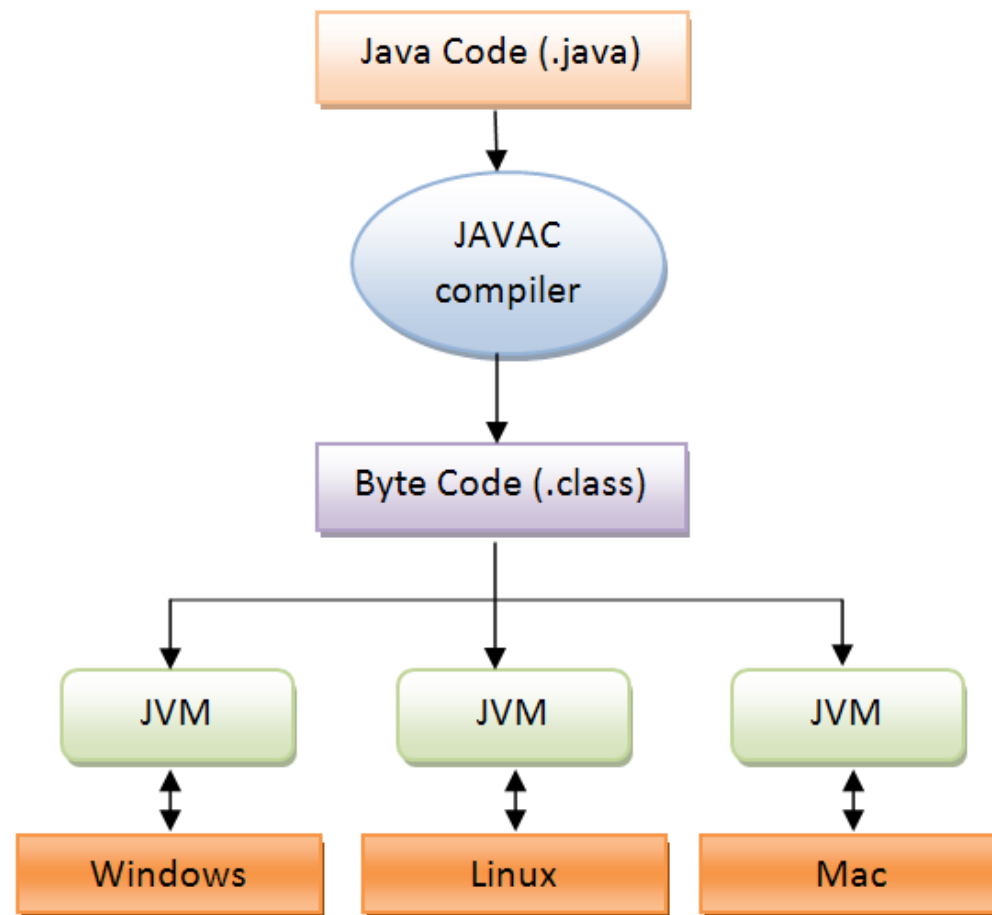 Java Code (.java)
JAVAC
compiler
Byte Code (.class)
JVM
JVM
JVM
Windows
Linux
Mac